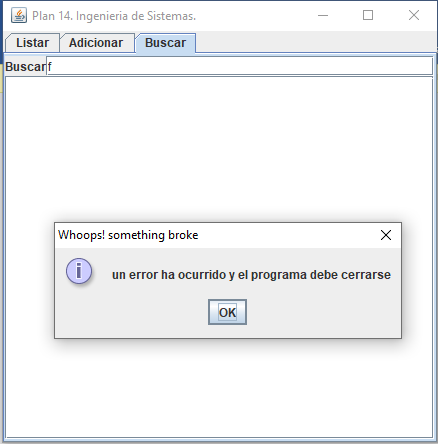 Plan 14. Ingenieria de Sistemas.
Listar Adicionar Buscar
Buscar f
Whoops! something broke
un error ha ocurrido y el programa debe cerrarse
OK